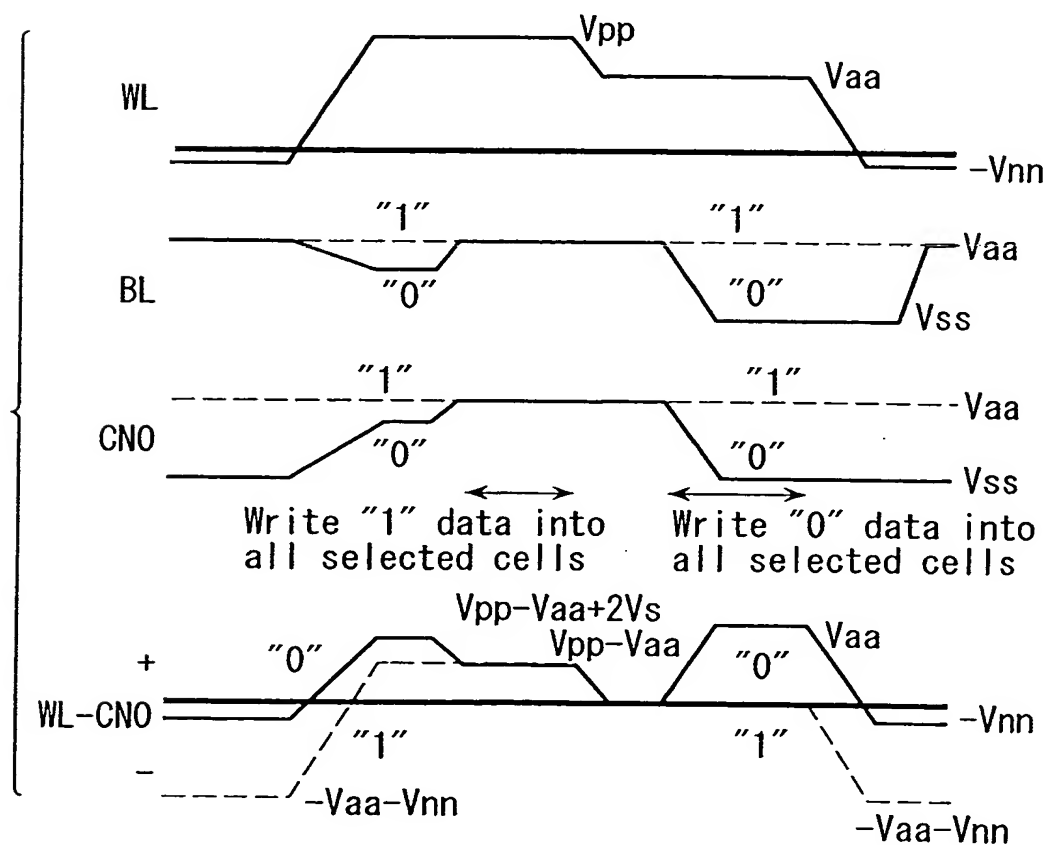 Vpp
WL
Vaa
-Vnn
"1"
"1"
Vaa
BL
"0"
"0"
Vss
"1"
"1"
Vaa
CNO
"0"
"0"
Vss
Write "1" data into
all selected cells
Write "0" data into
all selected cells
Vpp-Vaa+2Vs
+
"0"
Vpp-Vaa
"0"
Vaa
WL-CNO
-Vnn
-
"1"
"1"
-Vaa-Vnn
-Vaa-Vnn